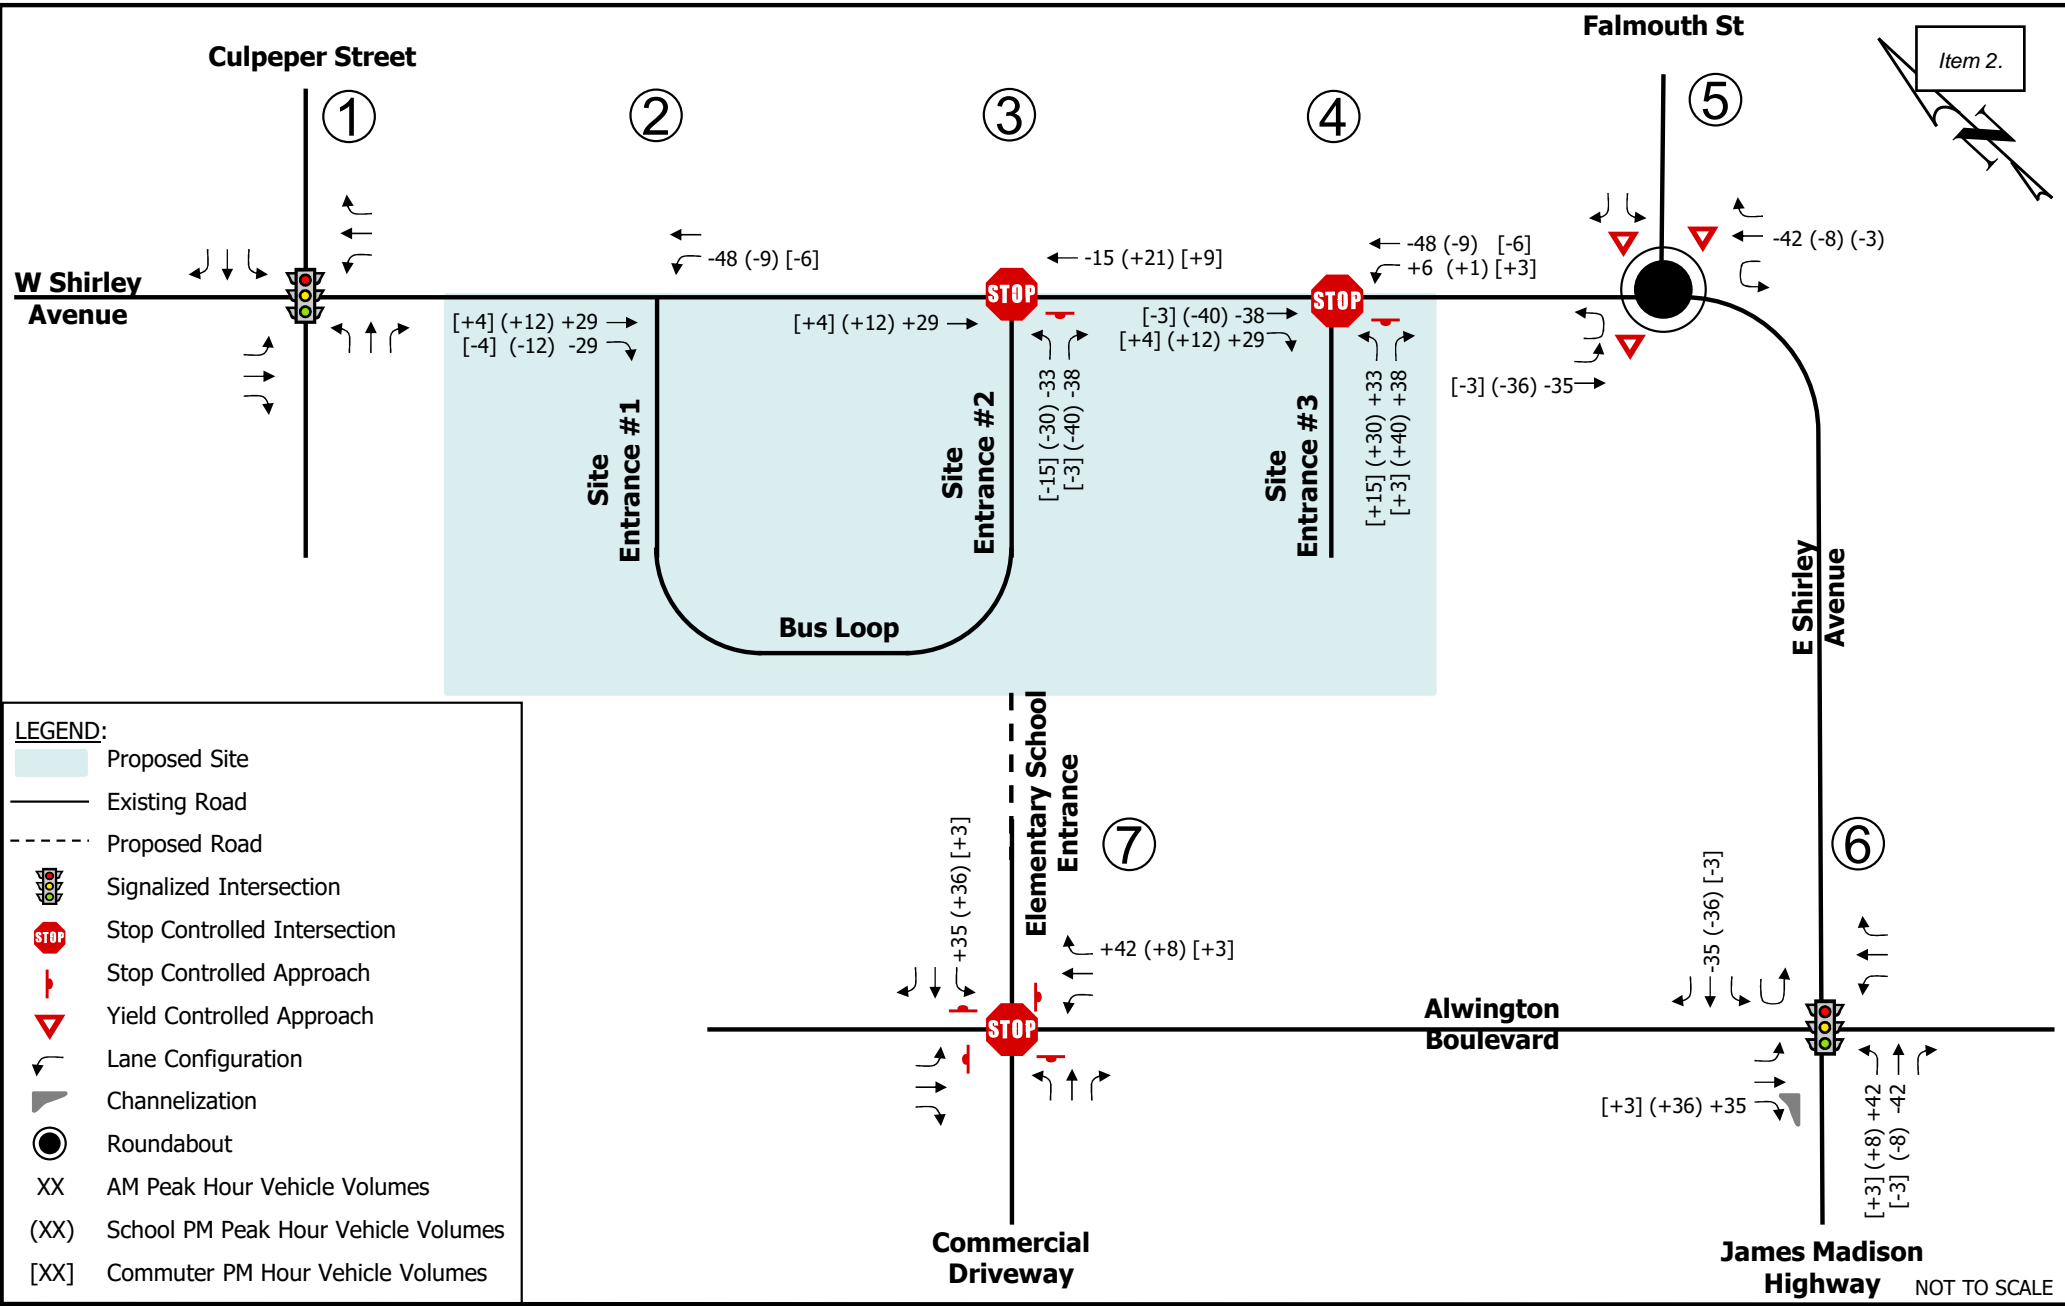 Falmouth St
Item 2.
Culpeper Street
1
2
3
4
5
-48 (-9) [-6]
-15 (+21) [+9]
-48 (-9) [-6]
+6 (+1) [+3]
-42 (-8) (-3)
W Shirley
Avenue
STOP
STOP
[+4] (+12) +29
[-4] (-12) -29
[+4] (+12) +29
[-3] (-40) -38
[+4] (+12) +29
[-3] (-36) -35
Site
Entrance #1
Site
Entrance #2
[-15] (-30) -33
[-3] (-40) -38
Site
Entrance #3
[+15] (+30) +33
[+3] (+40) +38
Bus Loop
E Shirley
Avenue
LEGEND:
Proposed Site
Existing Road
Proposed Road
Signalized Intersection
STOP
Stop Controlled Intersection
Stop Controlled Approach
Yield Controlled Approach
Lane Configuration
Channelization
Roundabout
XX AM Peak Hour Vehicle Volumes
(XX) School PM Peak Hour Vehicle Volumes
[XX] Commuter PM Hour Vehicle Volumes
Elementary School
Entrance
7
6
+35 (+36) [+3]
+42 (+8) [+3]
-35 (-36) [-3]
STOP
Alwington
Boulevard
[+3] (+36) +35
[+3] (+8) +42
[-3] (-8) -42
Commercial
Driveway
James Madison
Highway
NOT TO SCALE
N